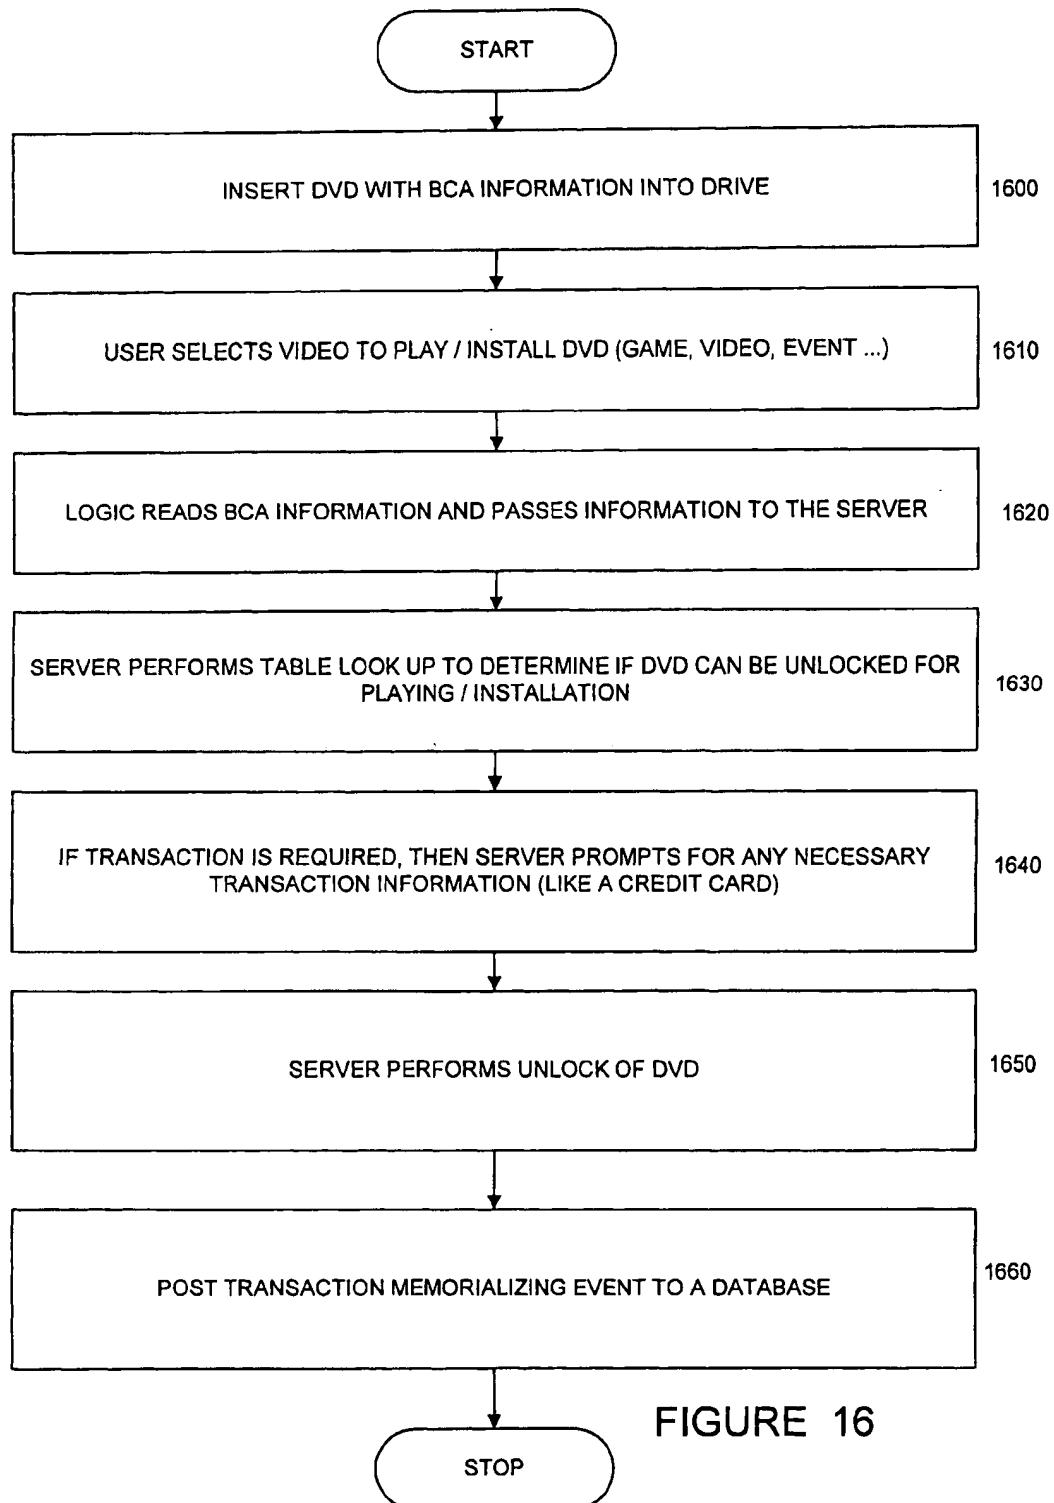 START
INSERT DVD WITH BCA INFORMATION INTO DRIVE
1600
USER SELECTS VIDEO TO PLAY / INSTALL DVD (GAME, VIDEO, EVENT ...)
1610
LOGIC READS BCA INFORMATION AND PASSES INFORMATION TO THE SERVER
1620
SERVER PERFORMS TABLE LOOK UP TO DETERMINE IF DVD CAN BE UNLOCKED FOR
PLAYING / INSTALLATION
1630
IF TRANSACTION IS REQUIRED, THEN SERVER PROMPTS FOR ANY NECESSARY
TRANSACTION INFORMATION (LIKE A CREDIT CARD)
1640
SERVER PERFORMS UNLOCK OF DVD
1650
POST TRANSACTION MEMORIALIZING EVENT TO A DATABASE
1660
FIGURE 16
STOP